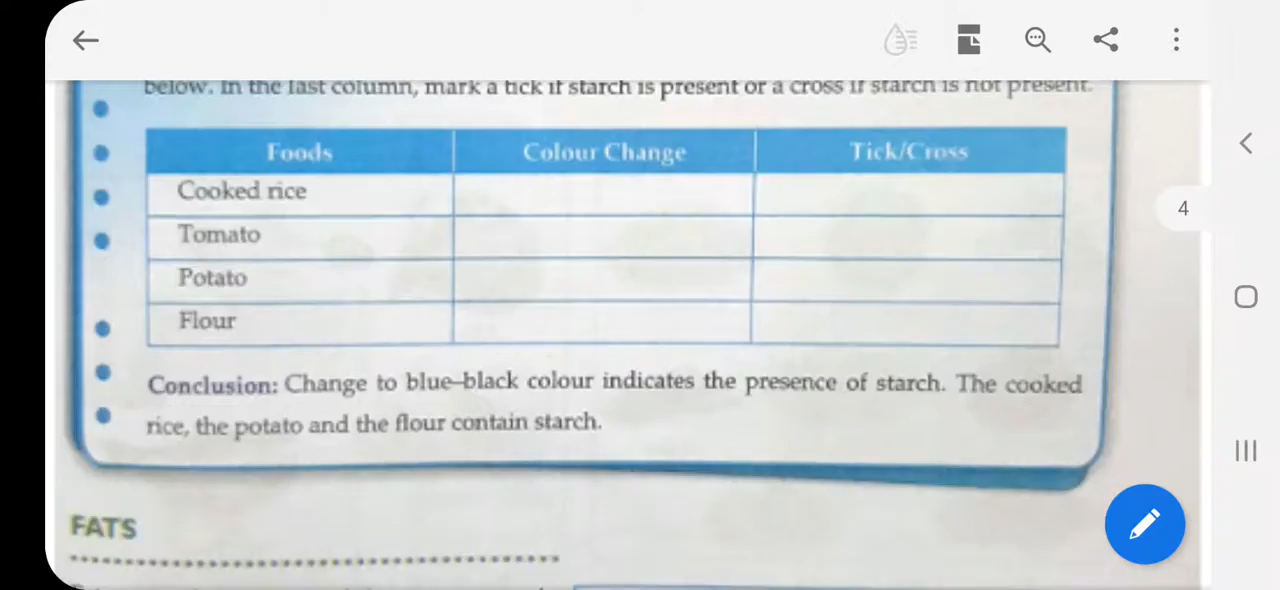 below. In the last column, mark a tick if starch is present or a cross if starch is not present.
Foods Colour Change Tick/Cross
Cooked rice
4
Tomato
Potato
Flour
Conclusion: Change to blue–black colour indicates the presence of starch. The cooked
rice, the potato and the flour contain starch.
FATS